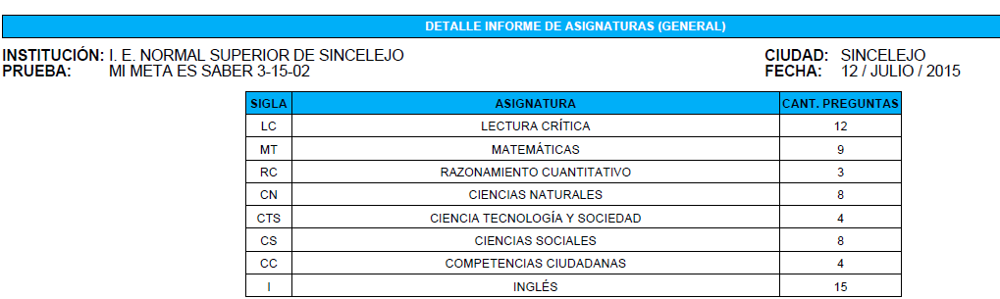 DETALLE INFORME DE ASIGNATURAS (GENERAL)
INSTITUCIÓN: I. E. NORMAL SUPERIOR DE SINCELEJO CIUDAD: SINCELEJO
PRUEBA: MI META ES SABER 3-15-02 FECHA: 12 / JULIO / 2015
SIGLA ASIGNATURA CANT. PREGUNTAS
LC LECTURA CRÍTICA 12
MT MATEMÁTICAS 9
RC RAZONAMIENTO CUANTITATIVO 3
CN CIENCIAS NATURALES 8
CTS CIENCIA TECNOLOGÍA Y SOCIEDAD 4
CS CIENCIAS SOCIALES 8
CC COMPETENCIAS CIUDADANAS 4
I INGLÉS 15